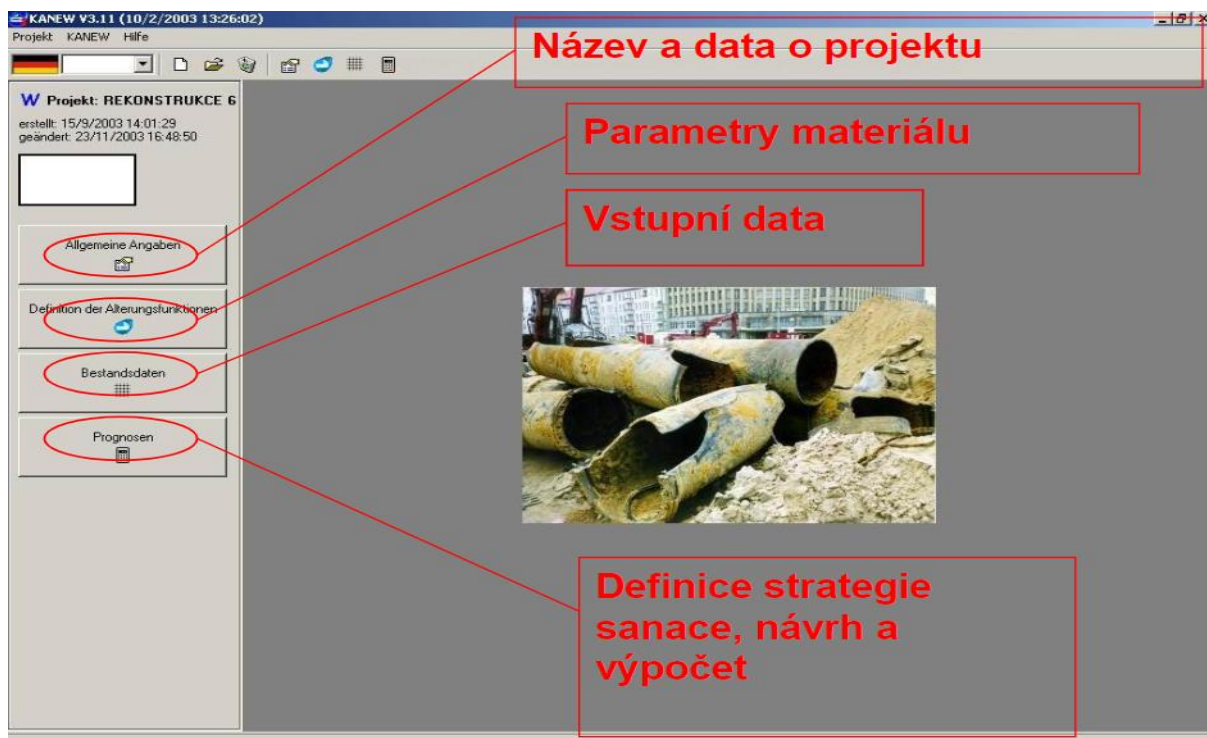 KANEW V3.11 (10/2/2003 13:26:02)
Projekt KANEW Hilfe
Název a data o projektu
W Projekt: REKONSTRUKCE 6
erstellt: 15/9/2003 14:01:29
geändert: 23/11/2003 16:48:50
Parametry materiálu
Vstupní data
Allgemeine Angaben
Definition der Alterungsfunktionen
Bestandsdaten
Prognosen
Definice strategie
sanace, návrh a
výpočet